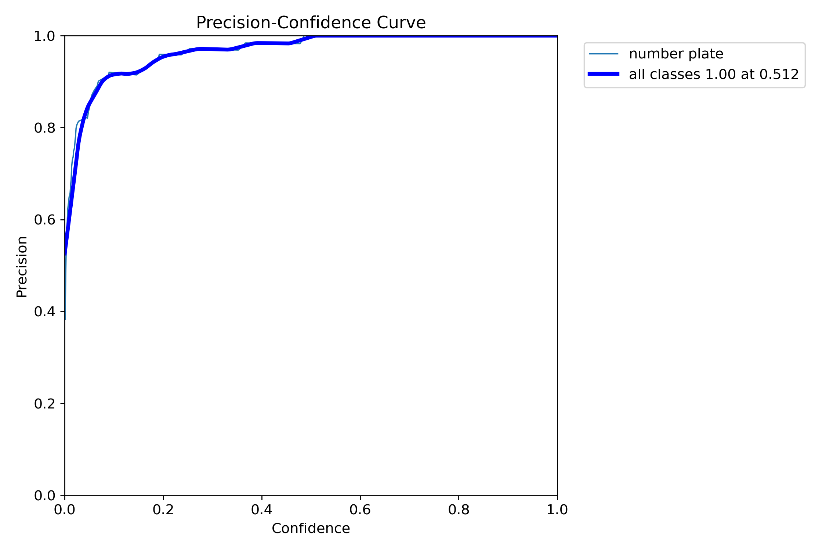 Precision-Confidence Curve
1.0
0.8
0.6
0.4
0.2
0.0
Precision
0.0 0.2 0.4 0.6 0.8 1.0
Confidence
number plate
all classes 1.00 at 0.512